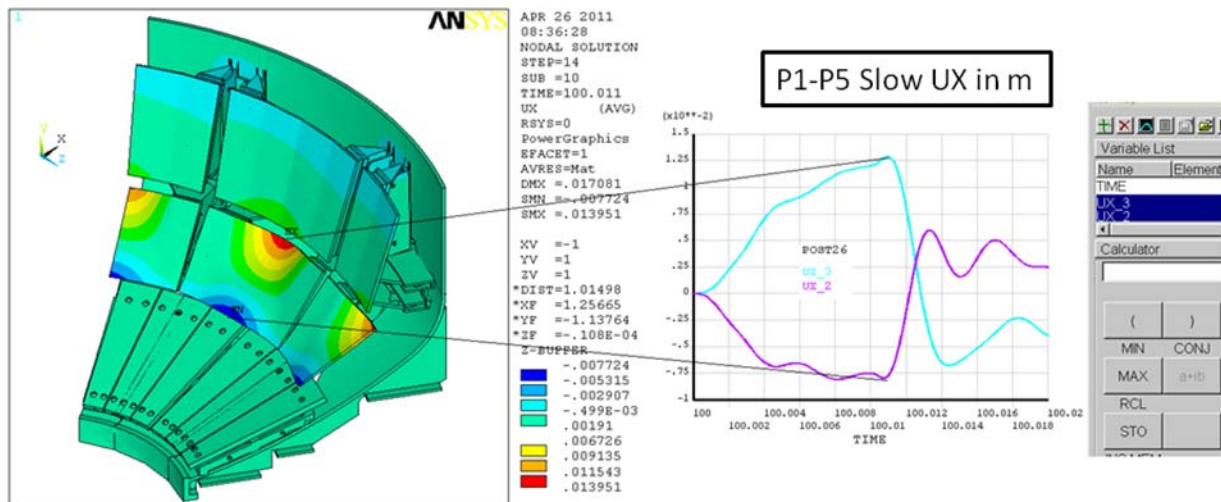 1
ANSYS
Y
X
Z
MX
MN
APR 26 2011
08:36:28
NODAL SOLUTION
STEP=14
SUB =10
TIME=100.011
UX (AVG)
RSYS=0
PowerGraphics
EFACET=1
AVRES=Mat
DMX =.017081
SMN =-.007724
SMX =.013951
XV =-1
YV =1
ZV =1
*DIST=1.01498
*XF =1.25665
*YF =-1.13764
*ZF =-.108E-04
Z-BUFFER
-.007724
-.005315
-.002907
-.499E-03
.00191
.006726
.009135
.011543
.013951
P1-P5 Slow UX in m
(x10**-2)
1.5
1.25
1
.75
.5
.25
0
-.25
-.5
-.75
-1
POST26
UX_3
UX_2
100
100.004
100.008
100.012
100.016
100.02
100.002
100.006
100.01
100.014
100.018
TIME
Variable List
Name Element
TIME
UX_3
UX_2
Calculator
( )
MIN CONJ
MAX a+ib
RCL
STO
INS MEM